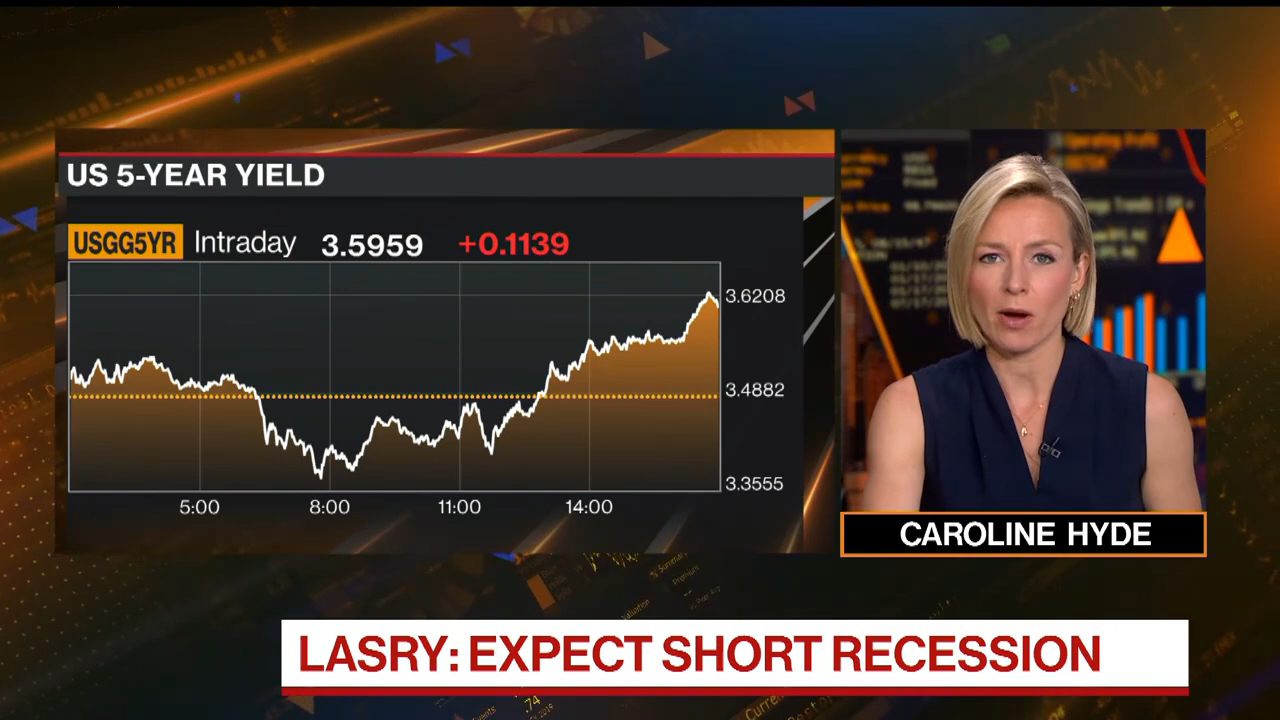 US 5-YEAR YIELD
USGG5YR Intraday 3.5959 +0.1139
3.6208
3.4882
3.3555
5:00 8:00 11:00 14:00
CAROLINE HYDE
LASRY: EXPECT SHORT RECESSION